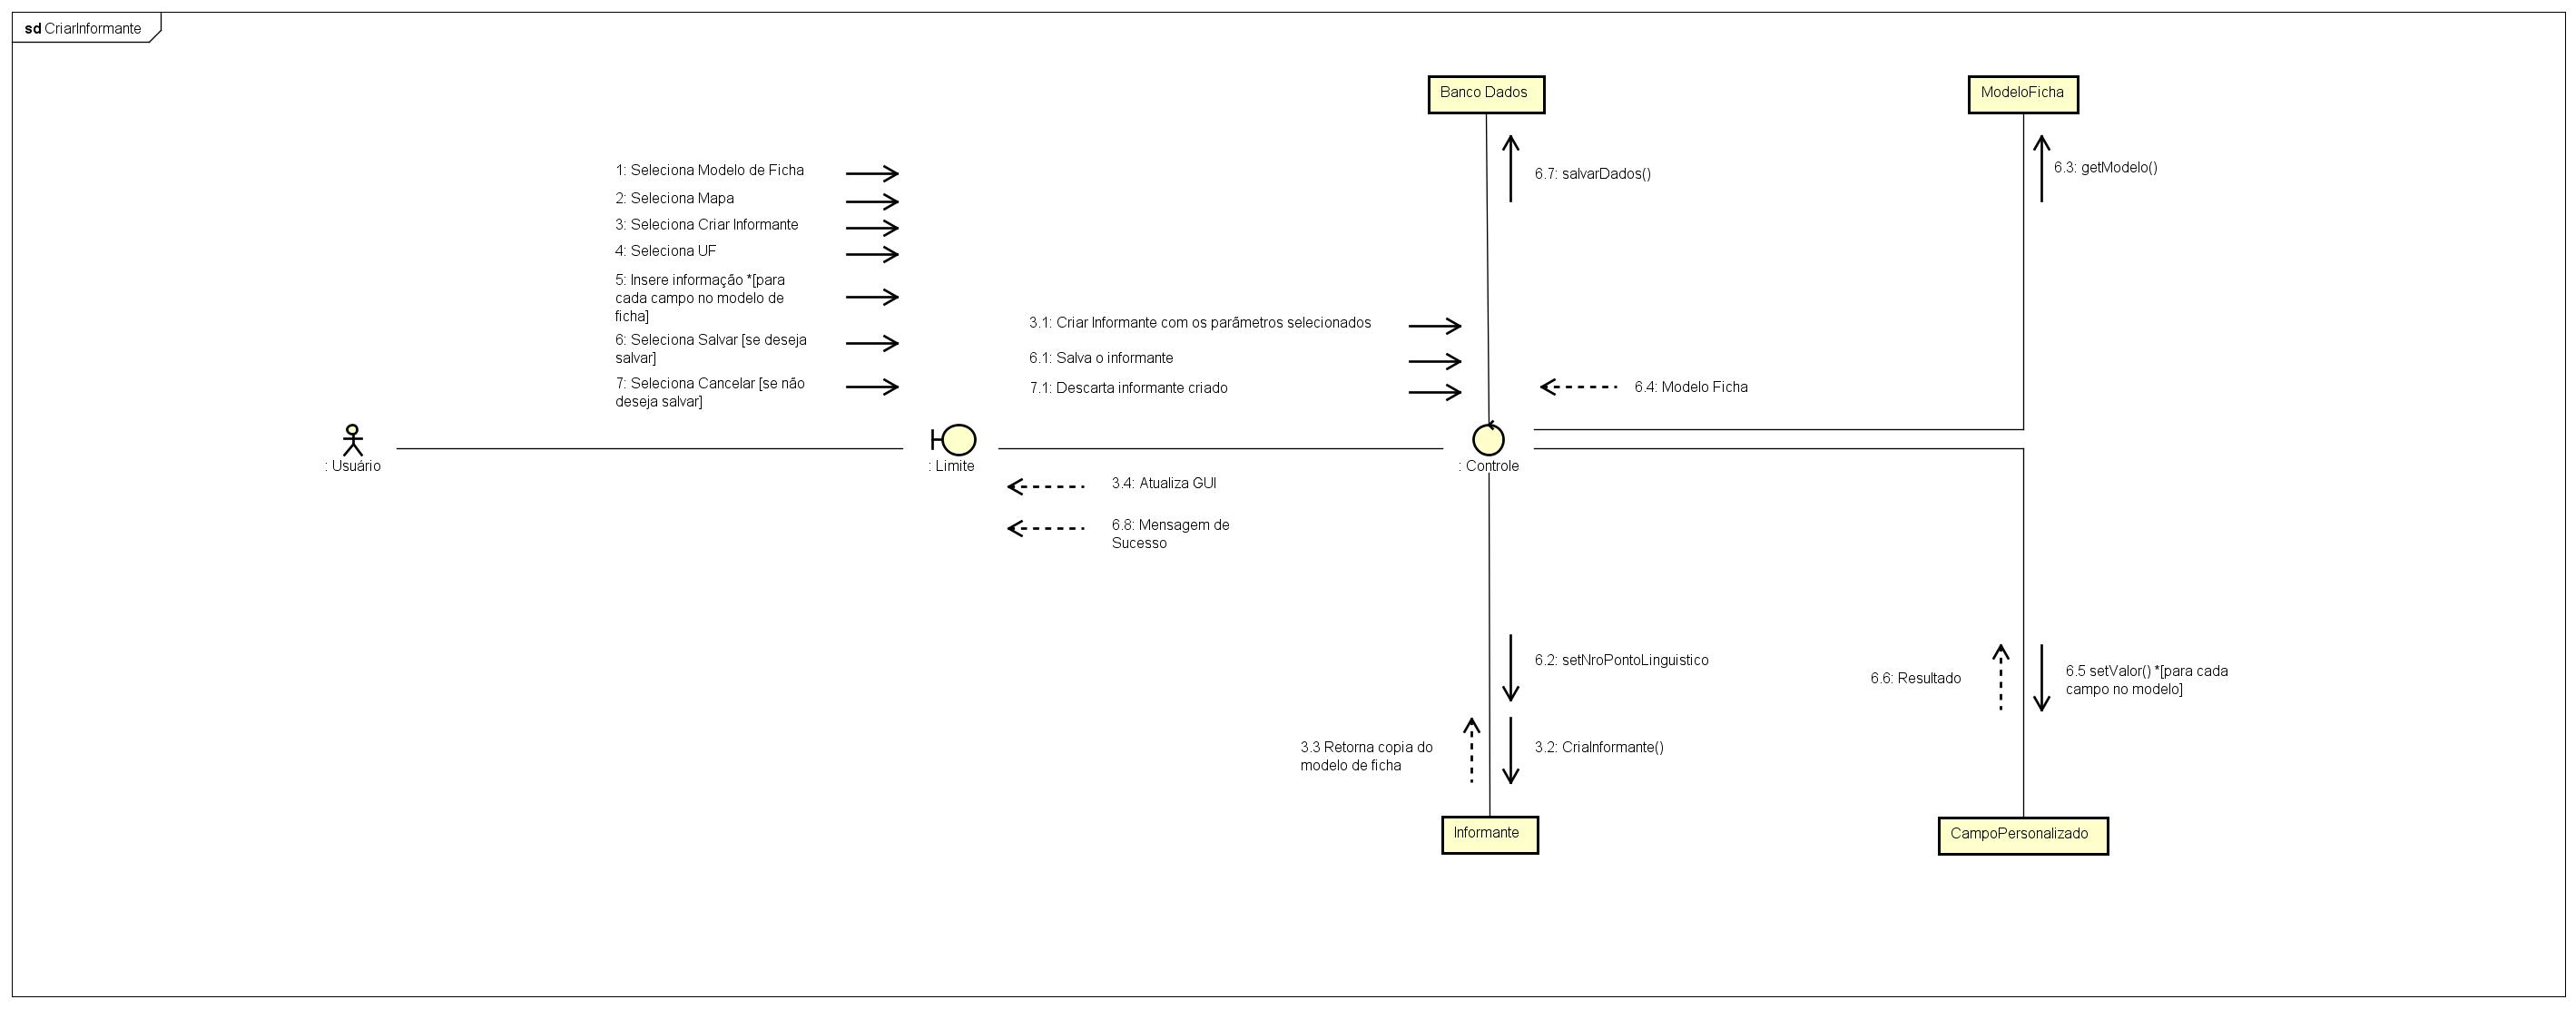 sd CriarInformante
Banco Dados
ModeloFicha
1: Seleciona Modelo de Ficha
2: Seleciona Mapa
3: Seleciona Criar Informante
4: Seleciona UF
5: Insere informação *[para
cada campo no modelo de
ficha]
6: Seleciona Salvar [se deseja
salvar]
7: Seleciona Cancelar [se não
deseja salvar]
6.7: salvarDados()
6.3: getModelo()
3.1: Criar Informante com os parâmetros selecionados
6.1: Salva o informante
7.1: Descarta informante criado
6.4: Modelo Ficha
: Usuário
: Limite
: Controle
3.4: Atualiza GUI
6.8: Mensagem de
Sucesso
6.2: setNroPontoLinguistico
6.6: Resultado
6.5 setValor() *[para cada
campo no modelo]
3.3 Retorna copia do
modelo de ficha
3.2: CriaInformante()
Informante
CampoPersonalizado